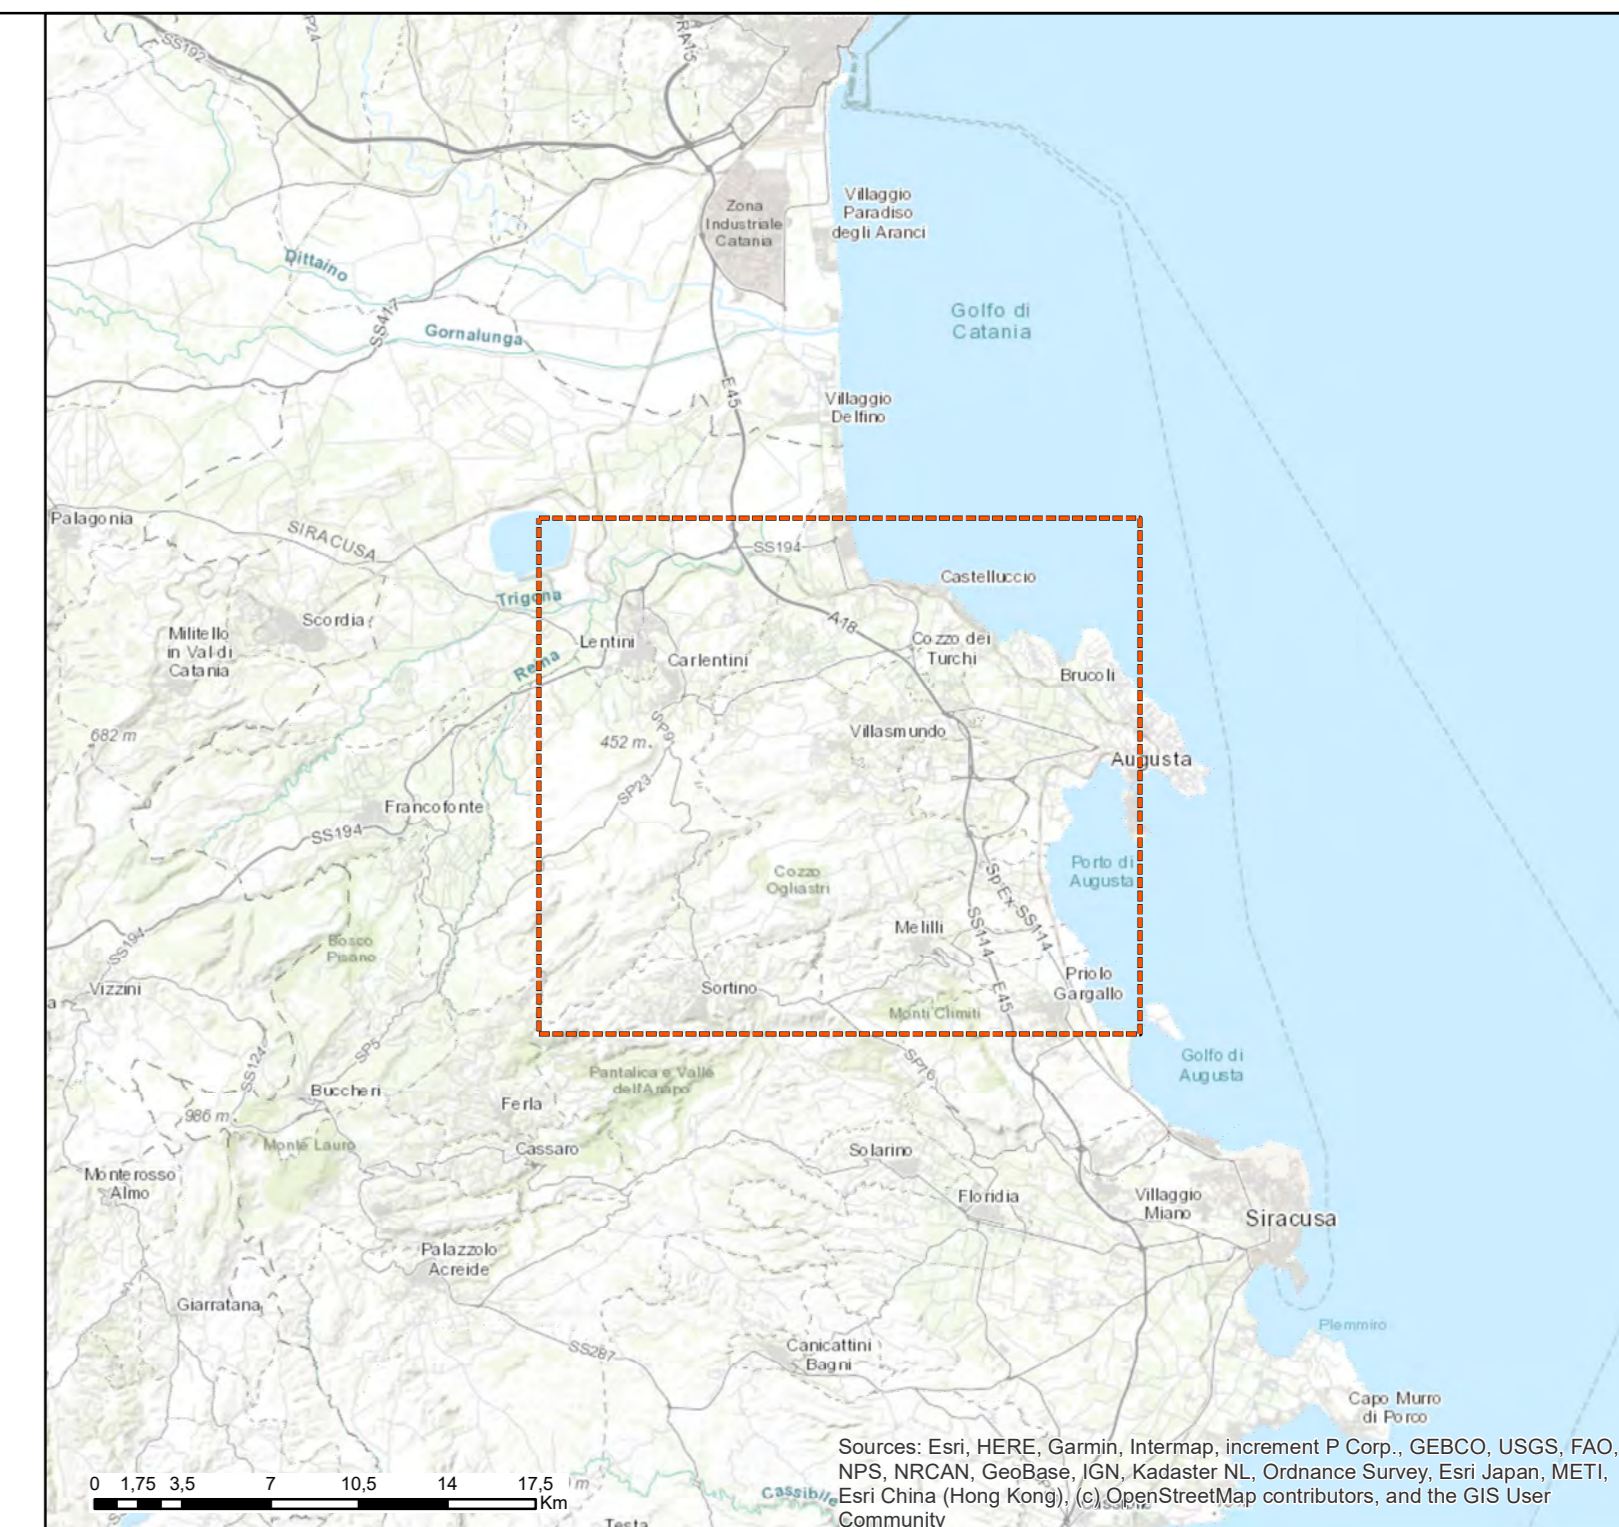 P24
SS192
RA15
Zona
Industriale
Catania
Villaggio
Paradiso
degli Aranci
Dittaino
SS417
Gornalunga
Golfo di
Catania
E45
Villaggio
Delfino
Palagonia
SIRACUSA
SS194
Castelluccio
Trigona
Scordia
Militello
in Val di
Catania
A18
Lentini
Cozzo dei
Turchi
Carlentini
Reina
Brucoli
682 m
452 m
SP9
Villasmundo
Augusta
SP23
Francofonte
SS194
Porto di
Augusta
Cozzo
Ogliastri
Sp Ex SS114
SS114
Melilli
Bosco
Pisano
SS194
Vizzini
a
Sortino
Priolo
Gargallo
E45
Monti Climiti
SP5
SS124
SP76
Golfo di
Augusta
Buccheri
Pantalica e Valle
dell'Anapo
Ferla
986 m
Monte Lauro
Cassaro
Solarino
Monterosso
Almo
Floridia
Villaggio
Miano
Siracusa
Palazzolo
Acreide
Giarratana
Plemmiro
SS287
Canicattini
Bagni
Capo Murro
di Porco
0 1,75 3,5 7 10,5 14 17,5
Km
m
Cassibile
Testa
Sources: Esri, HERE, Garmin, Intermap, increment P Corp., GEBCO, USGS, FAO,
NPS, NRCAN, GeoBase, IGN, Kadaster NL, Ordnance Survey, Esri Japan, METI,
Esri China (Hong Kong), (c) OpenStreetMap contributors, and the GIS User
Community